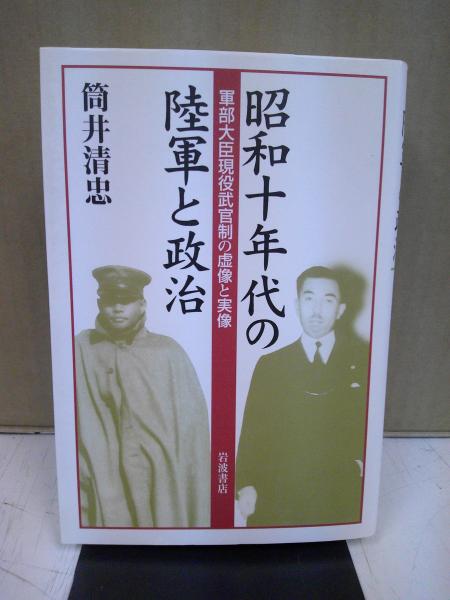 昭和十年代の
陸軍と政治
軍部大臣現役武官制の虚像と実像
筒井清忠
岩波書店